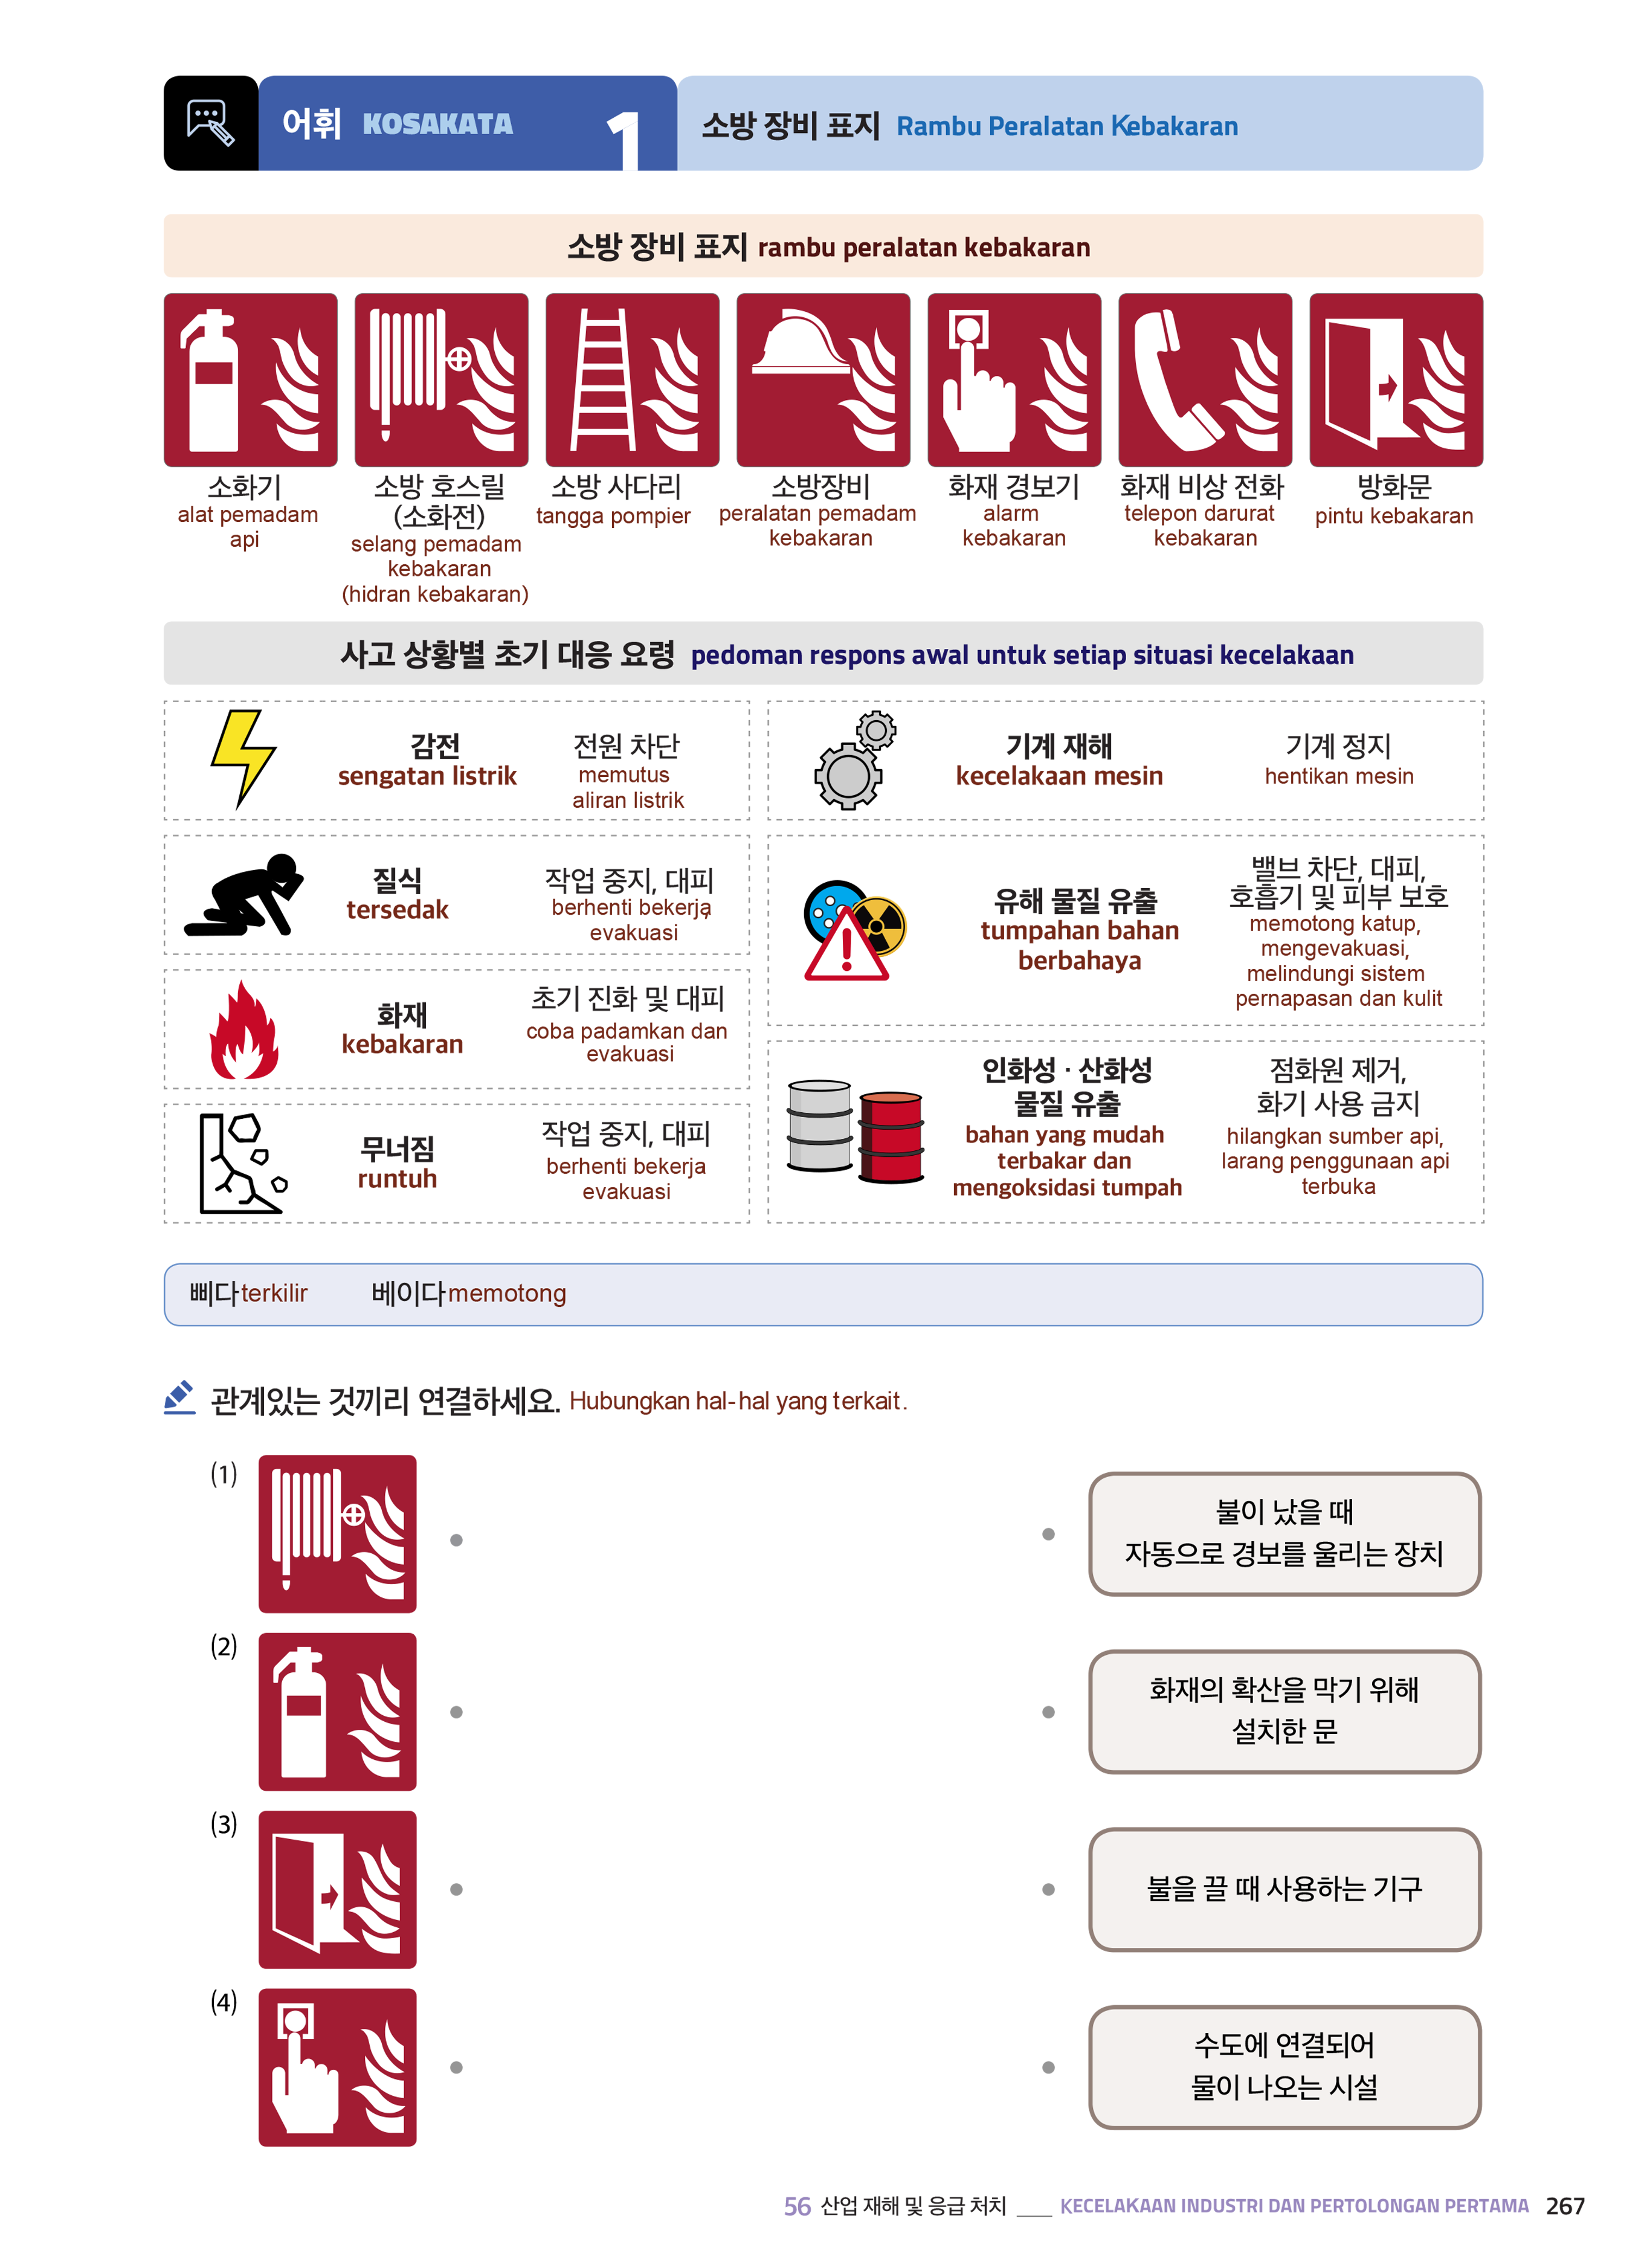 어휘 KOSAKATA 1 소방 장비 표지 Rambu Peralatan Kebakaran
소방 장비 표지 rambu peralatan kebakaran
소화기
alat pemadam
api
소방 호스릴
(소화전)
selang pemadam
kebakaran
(hidran kebakaran)
소방 사다리
tangga pompier
소방장비
peralatan pemadam
kebakaran
화재 경보기
alarm
kebakaran
화재 비상 전화
telepon darurat
kebakaran
방화문
pintu kebakaran
사고 상황별 초기 대응 요령 pedoman respons awal untuk setiap situasi kecelakaan
감전
sengatan listrik
전원 차단
memutus
aliran listrik
질식
tersedak
작업 중지, 대피
berhenti bekerja,
evakuasi
화재
kebakaran
초기 진화 및 대피
coba padamkan dan
evakuasi
무너짐
runtuh
작업 중지, 대피
berhenti bekerja
evakuasi
기계 재해
kecelakaan mesin
기계 정지
hentikan mesin
유해 물질 유출
tumpahan bahan
berbahaya
밸브 차단, 대피,
호흡기 및 피부 보호
memotong katup,
mengevakuasi,
melindungi sistem
pernapasan dan kulit
인화성 · 산화성
물질 유출
bahan yang mudah
terbakar dan
mengoksidasi tumpah
점화원 제거,
화기 사용 금지
hilangkan sumber api,
larang penggunaan api
terbuka
삐다 terkilir 베이다 memotong
관계있는 것끼리 연결하세요. Hubungkan hal-hal yang terkait.
(1)
불이 났을 때
자동으로 경보를 울리는 장치
(2)
화재의 확산을 막기 위해
설치한 문
(3)
불을 끌 때 사용하는 기구
(4)
수도에 연결되어
물이 나오는 시설
56 산업 재해 및 응급 처치 ___ KECELAKAAN INDUSTRI DAN PERTOLONGAN PERTAMA 267